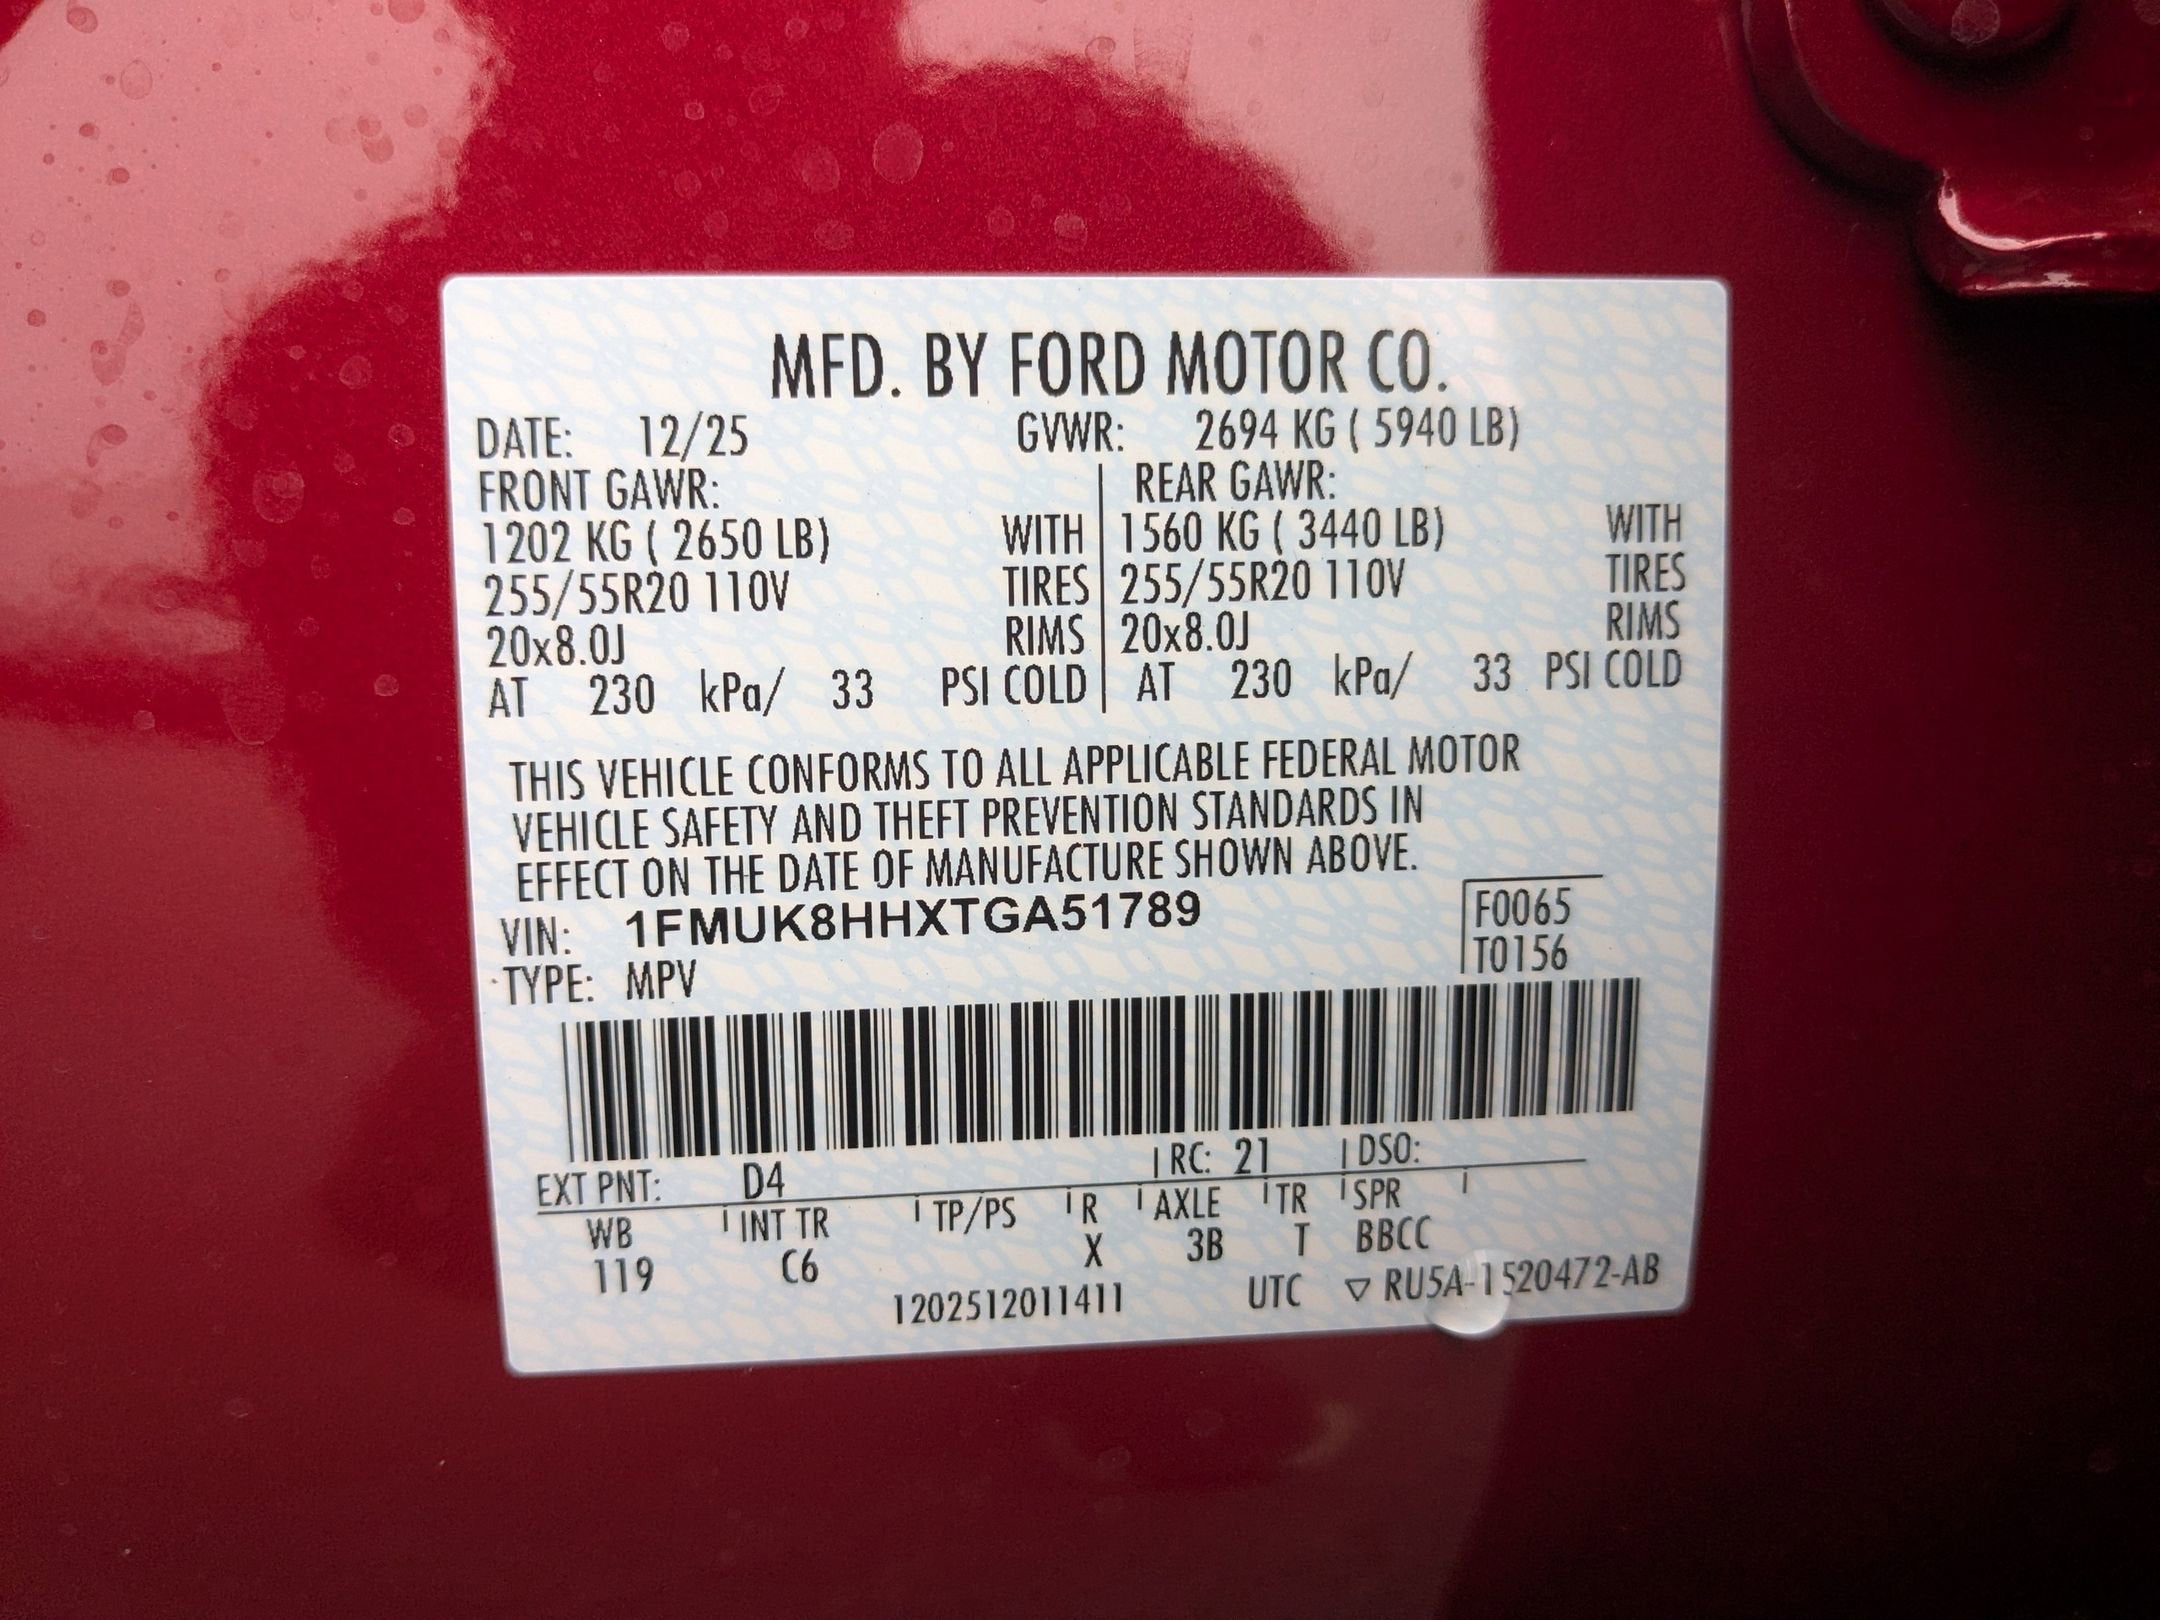 MFD. BY FORD MOTOR CO.
DATE: 12/25 GVWR: 2694 KG ( 5940 LB)
FRONT GAWR: REAR GAWR:
1202 KG ( 2650 LB) WITH 1560 KG ( 3440 LB) WITH
255/55R20 110V TIRES 255/55R20 110V TIRES
20x8.0J RIMS 20x8.0J RIMS
AT 230 kPa/ 33 PSI COLD AT 230 kPa/ 33 PSI COLD
THIS VEHICLE CONFORMS TO ALL APPLICABLE FEDERAL MOTOR
VEHICLE SAFETY AND THEFT PREVENTION STANDARDS IN
EFFECT ON THE DATE OF MANUFACTURE SHOWN ABOVE.
VIN: 1FMUK8HHXTGA51789 F0065
TYPE: MPV T0156
EXT PNT: D4 RC: 21 DSO:
WB INT TR TP/PS R AXLE TR SPR
119 C6 X 3B T BBCC
1202512011411 UTC ▽ RU5A-1520472-AB